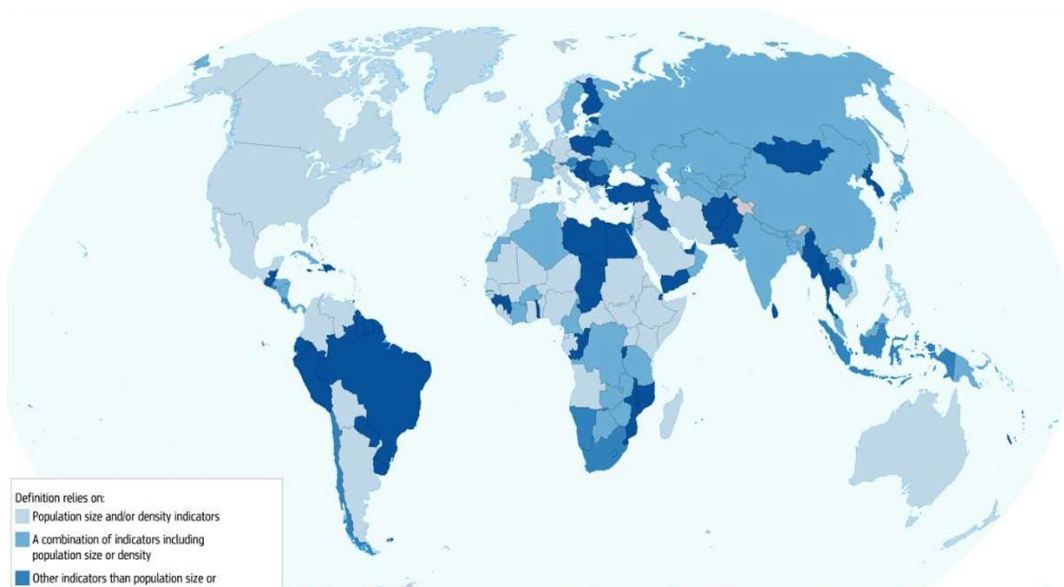 Definition relies on:
Population size and/or density indicators
A combination of indicators including
population size or density
Other indicators than population size or